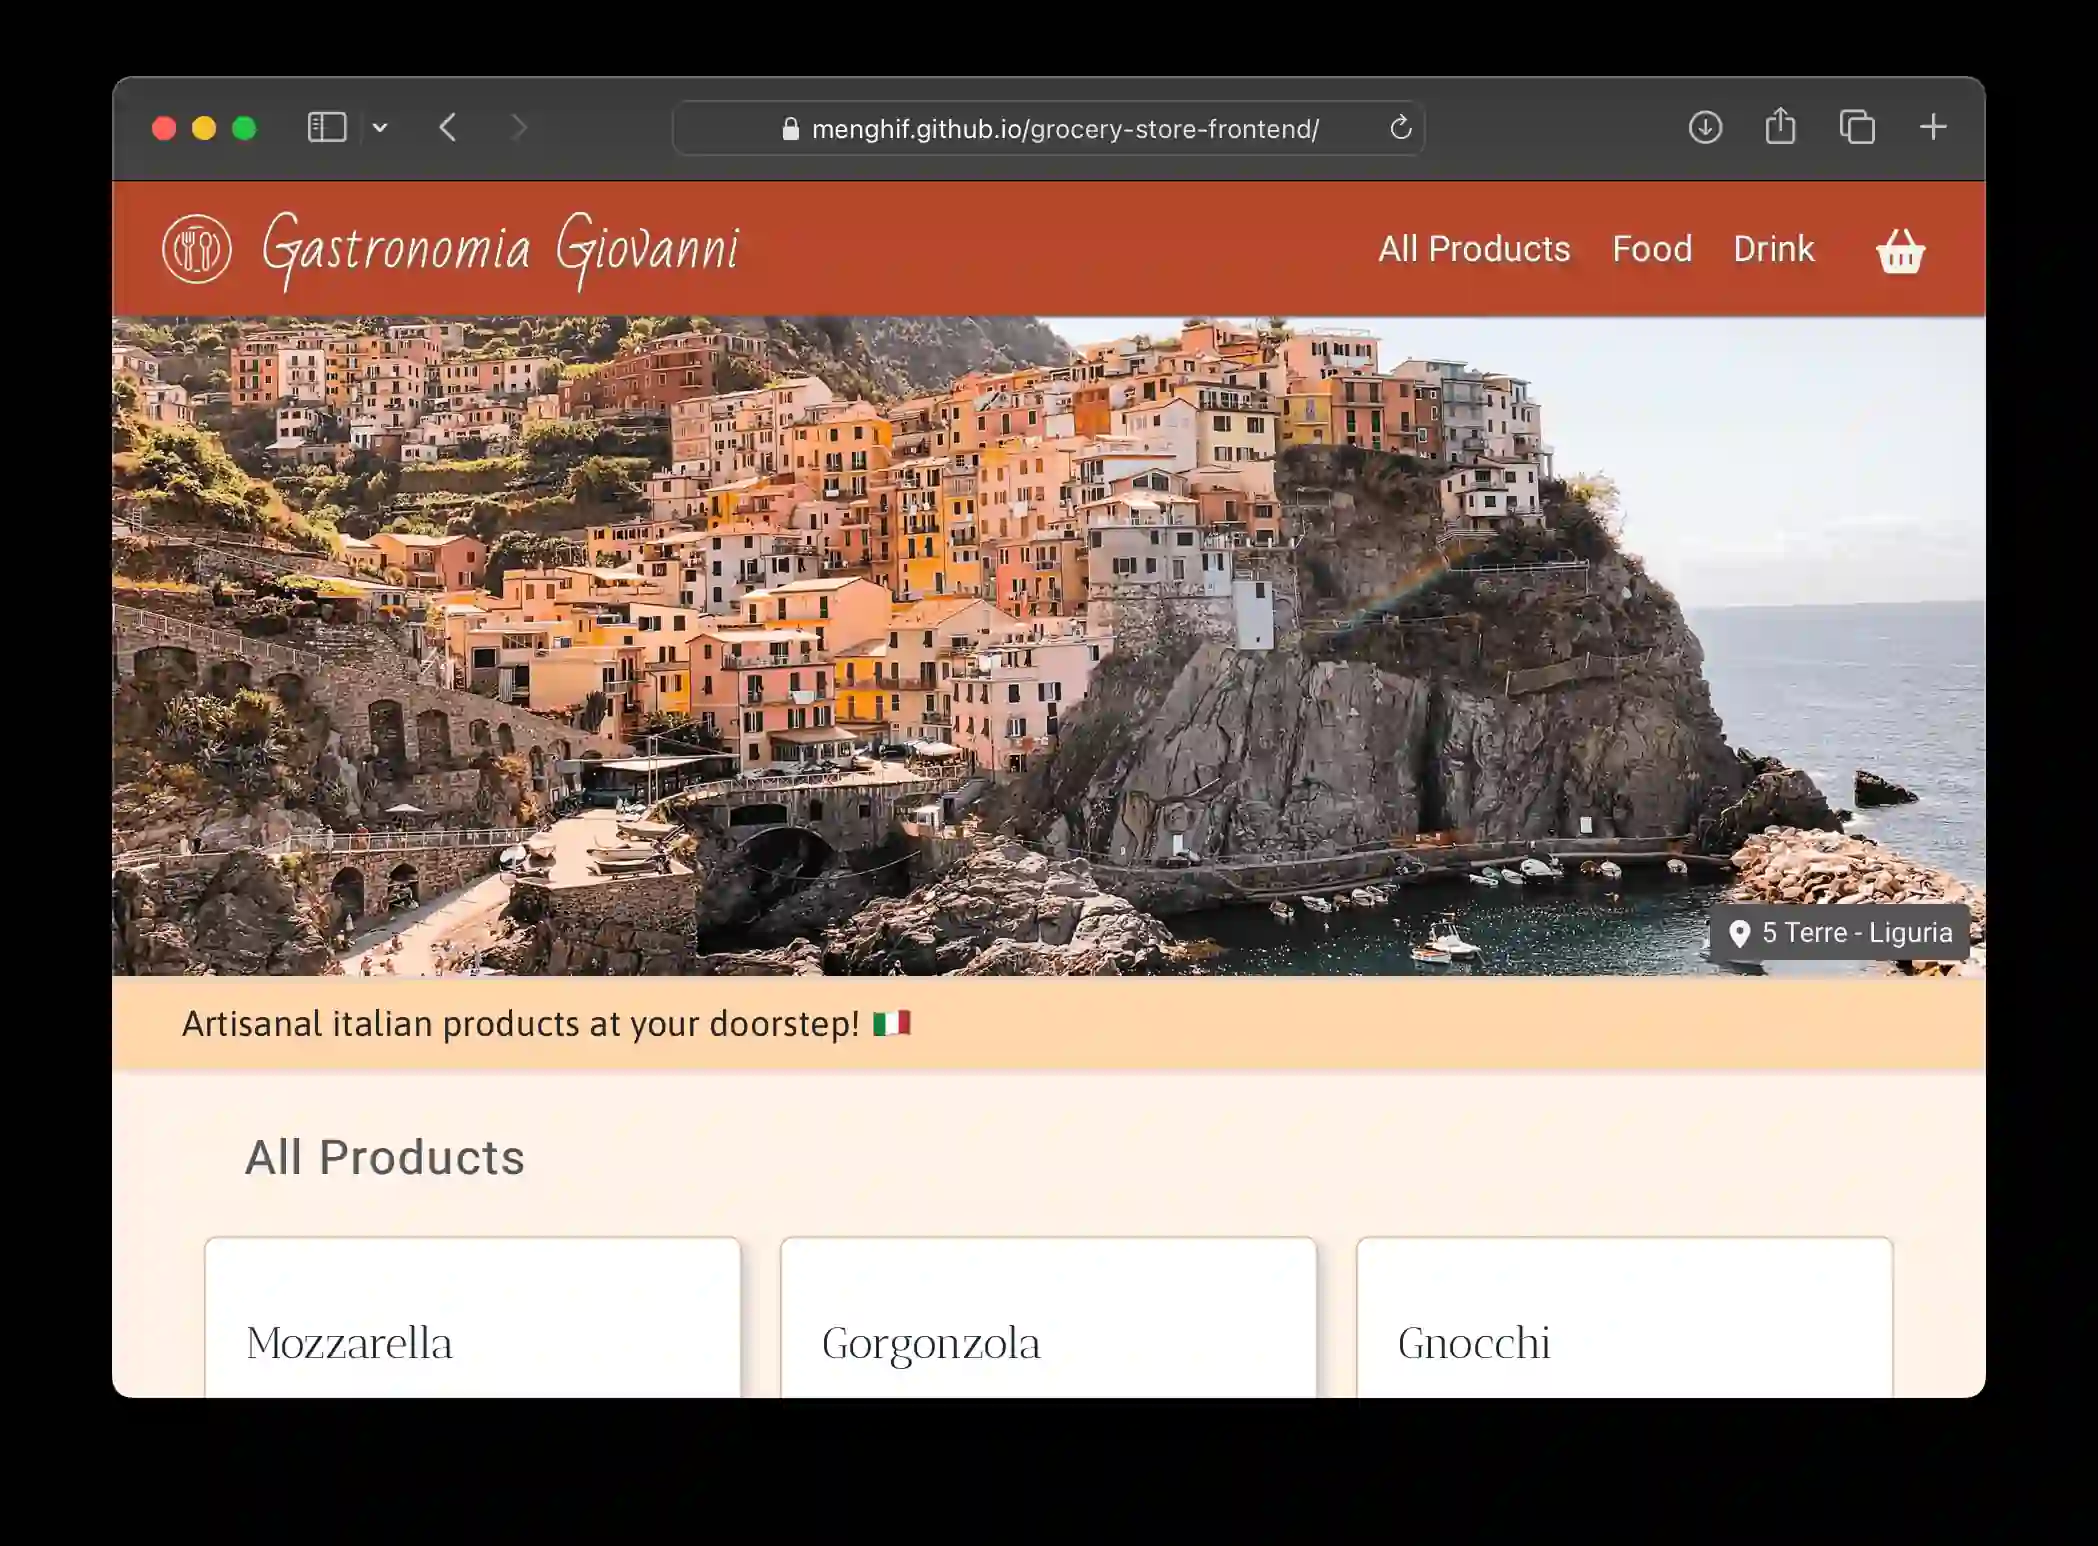 menghif.github.io/grocery-store-frontend/
Gastronomia Giovanni
All Products Food Drink
5 Terre - Liguria
Artisanal italian products at your doorstep! 🇮🇹
All Products
Mozzarella Gorgonzola Gnocchi